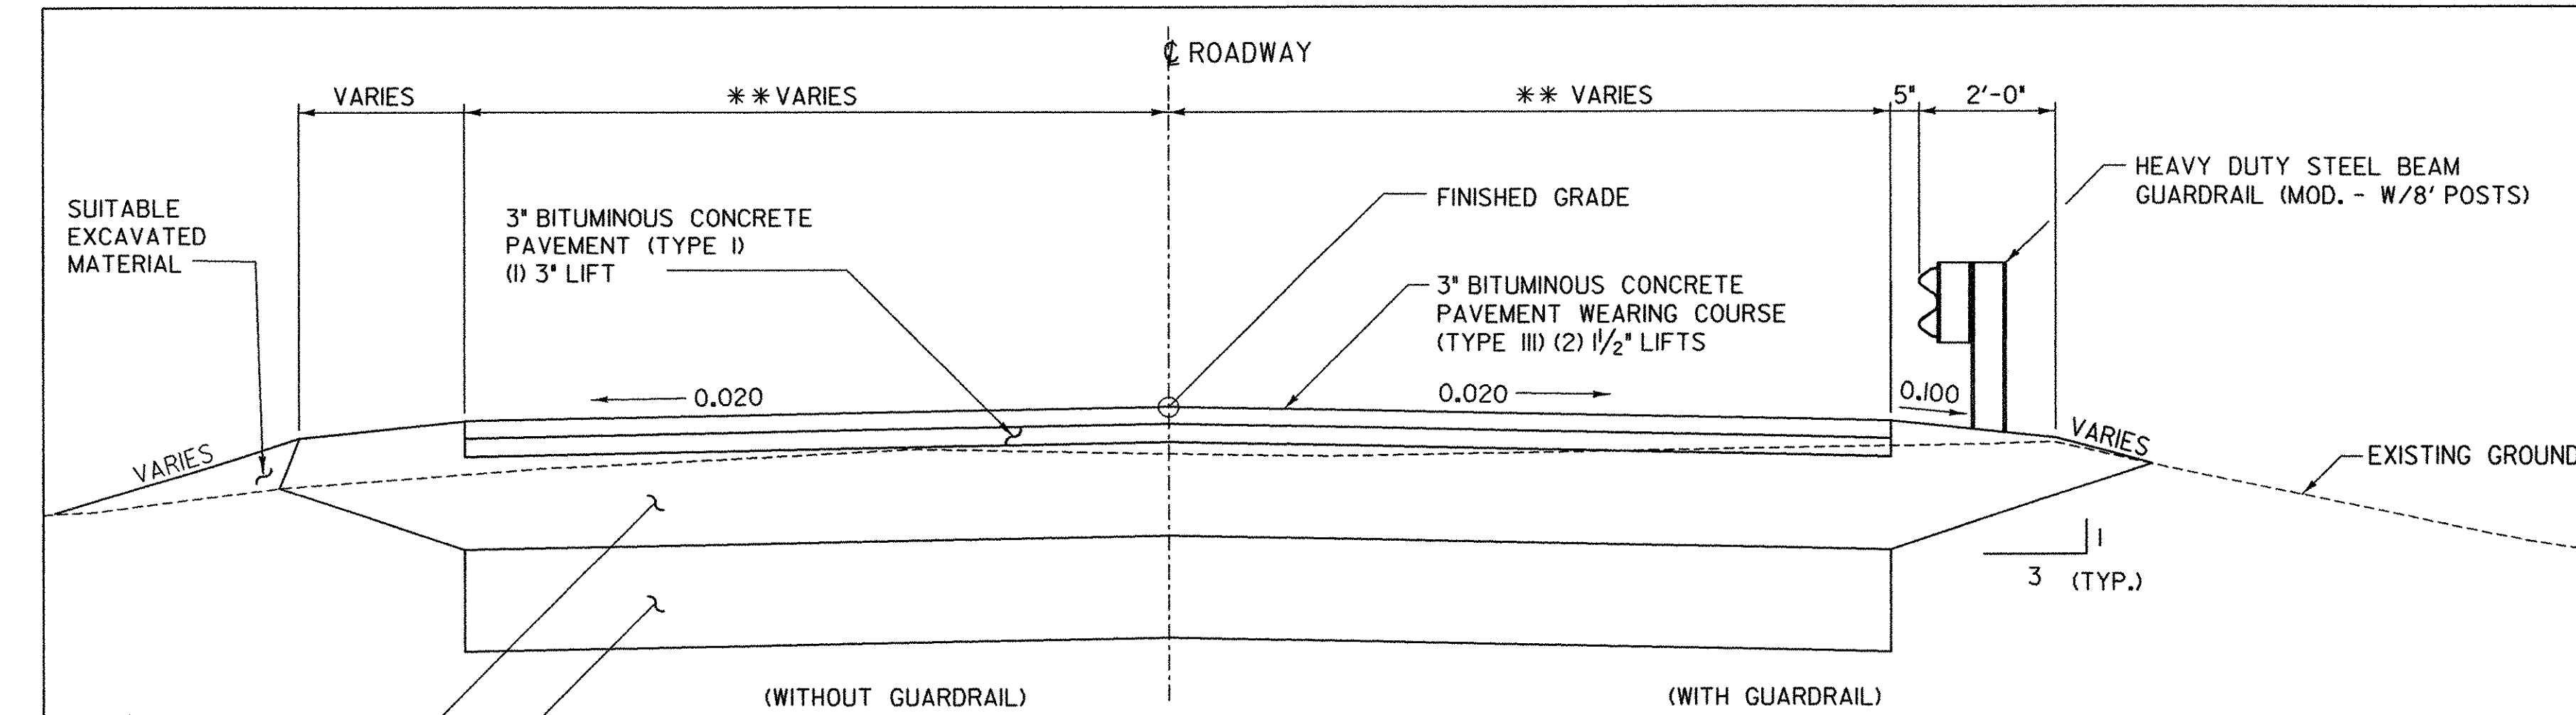 ℄ ROADWAY
VARIES
**VARIES
** VARIES
5"
2'-0"
HEAVY DUTY STEEL BEAM
GUARDRAIL (MOD. - W/8' POSTS)
SUITABLE
EXCAVATED
MATERIAL
3" BITUMINOUS CONCRETE
PAVEMENT (TYPE I)
(1) 3" LIFT
FINISHED GRADE
3" BITUMINOUS CONCRETE
PAVEMENT WEARING COURSE
(TYPE III) (2) 1 1/2" LIFTS
0.020
0.020
0.100
VARIES
VARIES
EXISTING GROUND
1
3 (TYP.)
(WITHOUT GUARDRAIL)
(WITH GUARDRAIL)